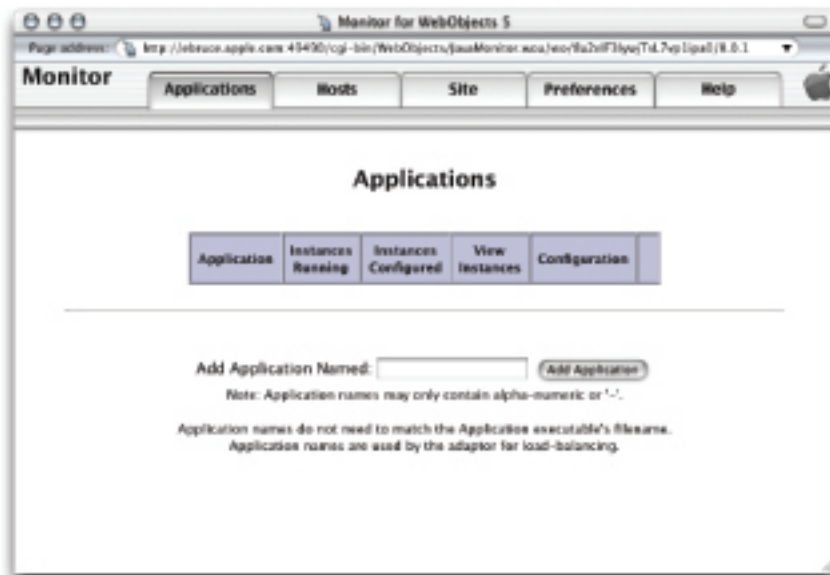 Monitor for WebObjects 5
Page address:
Monitor
Applications
Hosts
Site
Preferences
Help
Applications
Application
Instances
Running
Instances
Configured
View
Instances
Configuration
Add Application Named:
Add Application
Note: Application names may only contain alpha-numeric or '-'.
Application names do not need to match the Application executable's filename.
Application names are used by the adaptor for load-balancing.